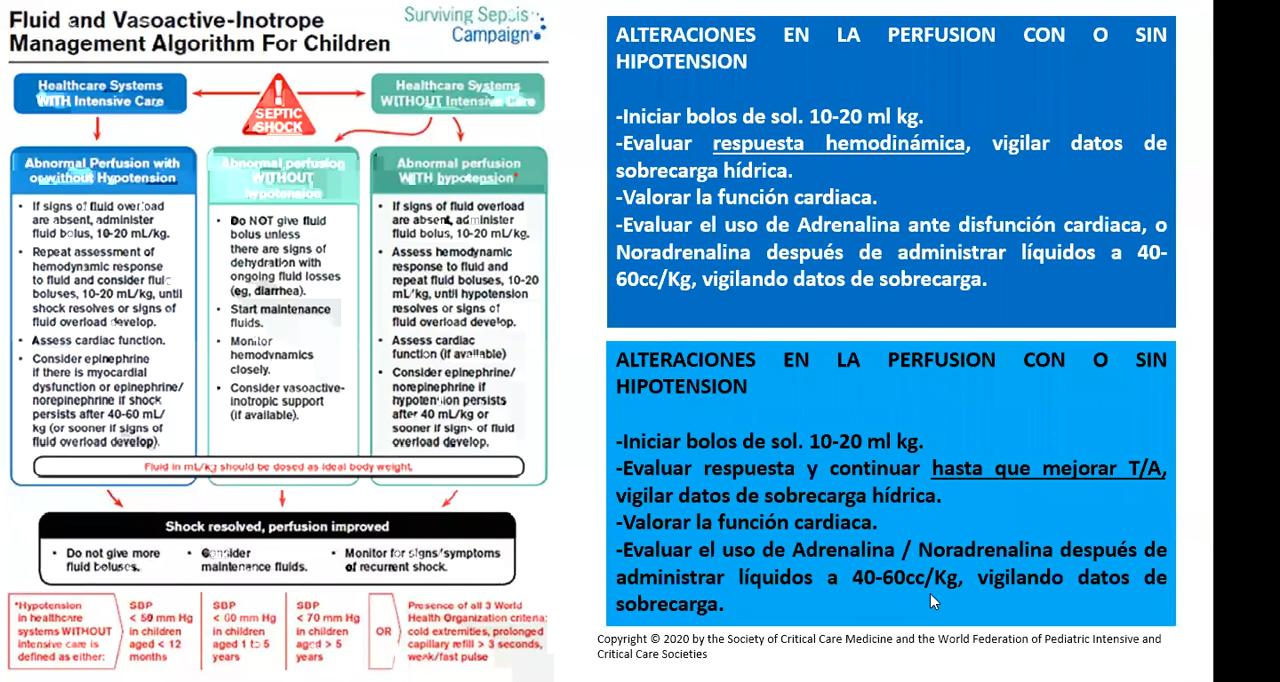 Fluid and Vasoactive-Inotrope
Management Algorithm For Children
Surviving Sepsis
Campaign
Healthcare Systems
WITH Intensive Care
SEPTIC
SHOCK
Healthcare Systems
WITHOUT Intensive Care
Abnormal Perfusion with
or without Hypotension
• If signs of fluid overload
are absent, administer
fluid bolus, 10-20 mL/kg.
• Repeat assessment of
hemodynamic response
to fluid and consider fluid
boluses, 10-20 mL/kg, until
shock resolves or signs of
fluid overload develop.
• Assess cardiac function.
• Consider epinephrine
if there is myocardial
dysfunction or epinephrine/
norepinephrine if shock
persists after 40-60 mL/
kg (or sooner if signs of
fluid overload develop).
Abnormal perfusion
WITHOUT
hypotension
• Do NOT give fluid
bolus unless
there are signs of
dehydration with
ongoing fluid losses
(eg, diarrhea).
• Start maintenance
fluids.
• Monitor
hemodynamics
closely.
• Consider vasoactive-
inotropic support
(if available).
Abnormal perfusion
WITH hypotension*
• If signs of fluid overload
are absent, administer
fluid bolus, 10-20 mL/kg.
• Assess hemodynamic
response to fluid and
repeat fluid boluses, 10-20
mL/kg, until hypotension
resolves or signs of
fluid overload develop.
• Assess cardiac
function (if available)
• Consider epinephrine/
norepinephrine if
hypotension persists
after 40 mL/kg or
sooner if signs of fluid
overload develop.
Fluid in mL/kg should be dosed as ideal body weight.
Shock resolved, perfusion improved
• Do not give more
fluid boluses.
• Consider
maintenance fluids.
• Monitor for signs/symptoms
of recurrent shock.
*Hypotension
in healthcare
systems WITHOUT
intensive care is
defined as either:
SBP
< 50 mm Hg
in children
aged < 12
months
SBP
< 60 mm Hg
in children
aged 1 to 5
years
SBP
< 70 mm Hg
in children
aged > 5
years
OR
Presence of all 3 World
Health Organization criteria:
cold extremities, prolonged
capillary refill > 3 seconds,
weak/fast pulse
ALTERACIONES EN LA PERFUSION CON O SIN
HIPOTENSION
-Iniciar bolos de sol. 10-20 ml kg.
-Evaluar respuesta hemodinámica, vigilar datos de
sobrecarga hídrica.
-Valorar la función cardiaca.
-Evaluar el uso de Adrenalina ante disfunción cardiaca, o
Noradrenalina después de administrar líquidos a 40-
60cc/Kg, vigilando datos de sobrecarga.
ALTERACIONES EN LA PERFUSION CON O SIN
HIPOTENSION
-Iniciar bolos de sol. 10-20 ml kg.
-Evaluar respuesta y continuar hasta que mejorar T/A,
vigilar datos de sobrecarga hídrica.
-Valorar la función cardiaca.
-Evaluar el uso de Adrenalina / Noradrenalina después de
administrar líquidos a 40-60cc/Kg, vigilando datos de
sobrecarga.
Copyright © 2020 by the Society of Critical Care Medicine and the World Federation of Pediatric Intensive and
Critical Care Societies